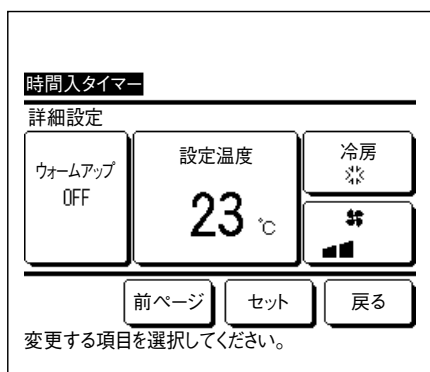 時間入タイマー
詳細設定
ウォームアップ
OFF
設定温度
23 ℃
冷房
前ページ
セット
戻る
変更する項目を選択してください。